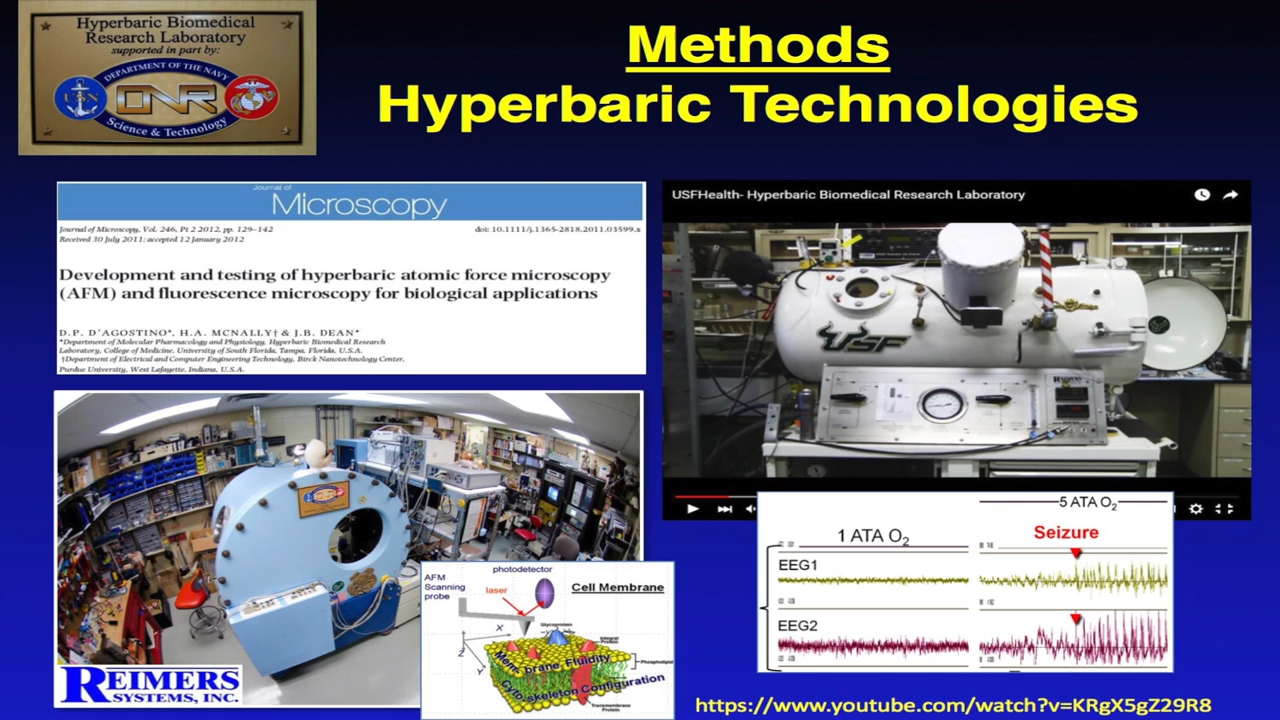 Hyperbaric Biomedical
Research Laboratory
supported in part by:
DEPARTMENT OF THE NAVY
USN
ONR
Science & Technology
Methods
Hyperbaric Technologies
Journal of
Microscopy
Journal of Microscopy, Vol. 246, Pt 2 2012, pp. 129–142
doi: 10.1111/j.1365-2818.2011.03599.x
Received 30 July 2011; accepted 12 January 2012
Development and testing of hyperbaric atomic force microscopy
(AFM) and fluorescence microscopy for biological applications
D.P. D'AGOSTINO*, H.A. MCNALLY† & J.B. DEAN*
*Department of Molecular Pharmacology and Physiology, Hyperbaric Biomedical Research
Laboratory, College of Medicine, University of South Florida, Tampa, Florida, U.S.A.
†Department of Electrical and Computer Engineering Technology, Birck Nanotechnology Center,
Purdue University, West Lafayette, Indiana, U.S.A.
USFHealth- Hyperbaric Biomedical Research Laboratory
USF
REIMERS
SYSTEMS, INC.
photodetector
AFM
Scanning
probe
laser
Cell Membrane
X
Z
Y
Glycoprotein
Integral
Protein
Phospholipid
Membrane Fluidity
Cytoskeleton Configuration
Transmembrane
Protein
5 ATA O2
1 ATA O2
Seizure
EEG1
EEG2
https://www.youtube.com/watch?v=KRgX5gZ29R8